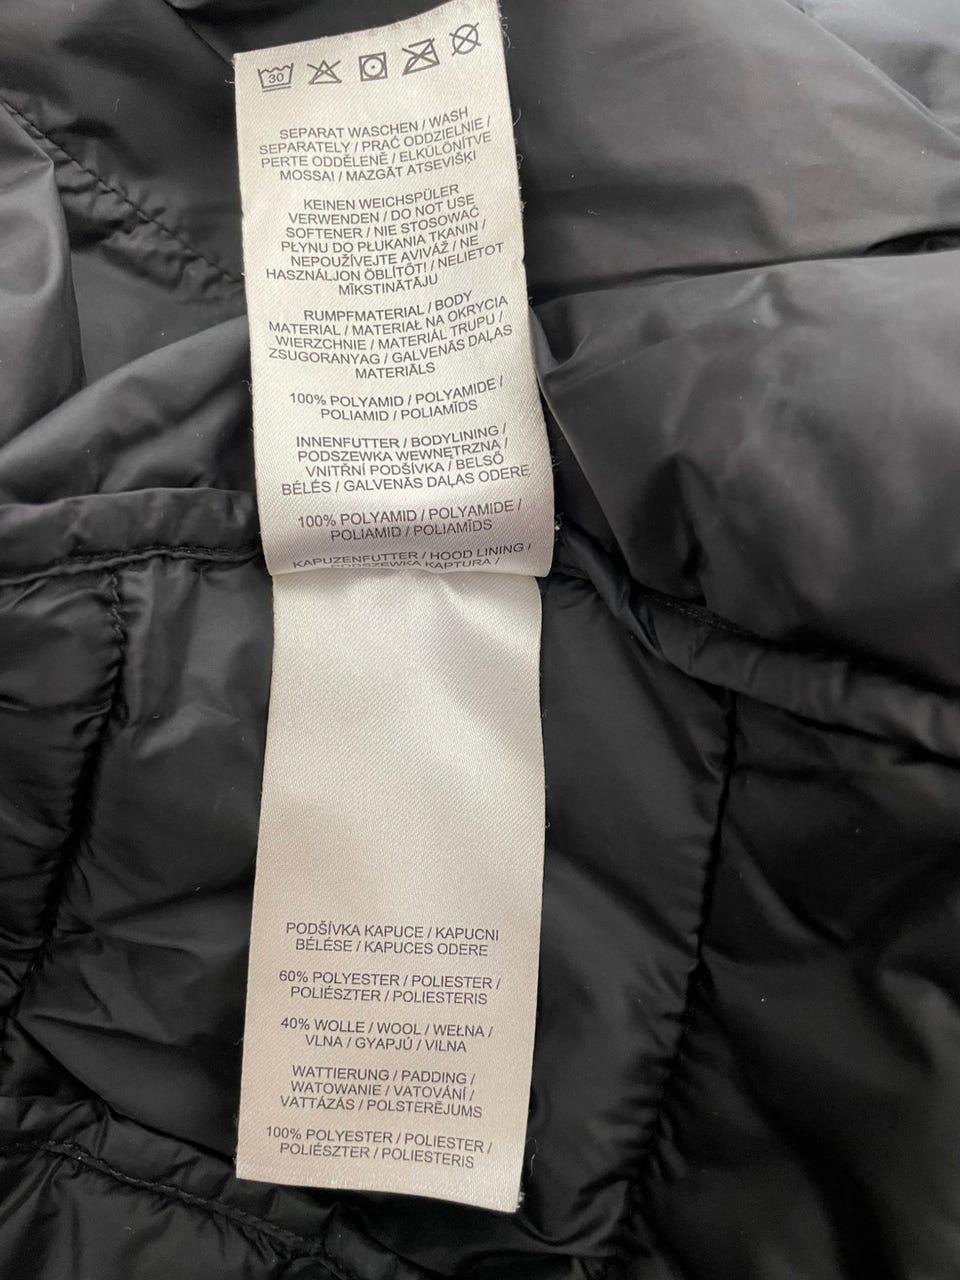 30
SEPARAT WASCHEN / WASH
SEPARATELY / PRAĆ ODDZIELNIE /
PERTE ODDĚLENĚ / ELKÜLÖNÍTVE
MOSSA! / MAZGĀT ATSEVIŠĶI
KEINEN WEICHSPÜLER
VERWENDEN / DO NOT USE
SOFTENER / NIE STOSOWAĆ
PŁYNU DO PŁUKANIA TKANIN /
NEPOUŽÍVEJTE AVIVÁŽ / NE
HASZNÁLJON ÖBLÍTŐT! / NELIETOT
MĪKSTINĀTĀJU
RUMPFMATERIAL / BODY
MATERIAL / MATERIAŁ NA OKRYCIA
WIERZCHNIE / MATERIÁL TRUPU /
ZSUGORANYAG / GALVENĀS DAĻAS
MATERIĀLS
100% POLYAMID / POLYAMIDE /
POLIAMID / POLIAMĪDS
INNENFUTTER / BODYLINING /
PODSZEWKA WEWNĘTRZNA /
VNITŘNÍ PODŠÍVKA / BELSŐ
BÉLÉS / GALVENĀS DAĻAS ODERE
100% POLYAMID / POLYAMIDE /
POLIAMID / POLIAMĪDS
KAPUZENFUTTER / HOOD LINING /
PODSZEWKA KAPTURA /
PODŠÍVKA KAPUCE / KAPUCNI
BÉLÉSE / KAPUCES ODERE
60% POLYESTER / POLIESTER /
POLIÉSZTER / POLIESTERIS
40% WOLLE / WOOL / WEŁNA /
VLNA / GYAPJÚ / VILNA
WATTIERUNG / PADDING /
WATOWANIE / VATOVÁNÍ /
VATTÁZÁS / POLSTERĒJUMS
100% POLYESTER / POLIESTER /
POLIÉSZTER / POLIESTERIS